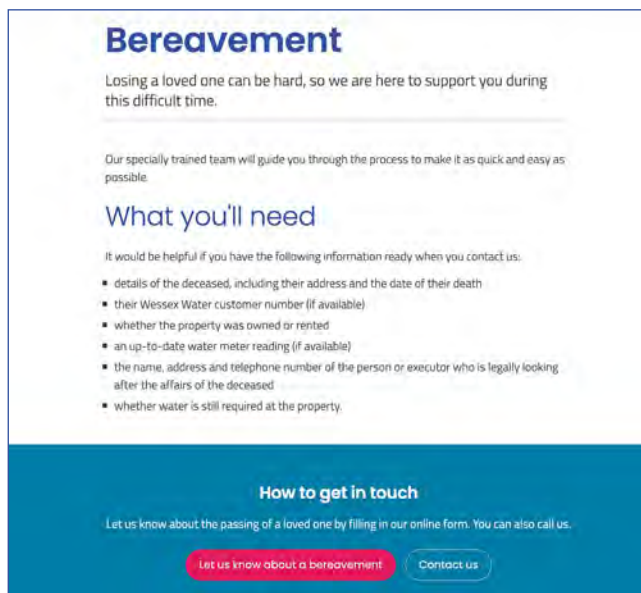 Bereavement
Losing a loved one can be hard, so we are here to support you during
this difficult time.
Our specially trained team will guide you through the process to make it as quick and easy as
possible.
What you'll need
It would be helpful if you have the following information ready when you contact us:
▪ details of the deceased, including their address and the date of their death
▪ their Wessex Water customer number (if available)
▪ whether the property was owned or rented
▪ an up-to-date water meter reading (if available)
▪ the name, address and telephone number of the person or executor who is legally looking
after the affairs of the deceased
▪ whether water is still required at the property.
How to get in touch
Let us know about the passing of a loved one by filling in our online form. You can also call us.
Let us know about a bereavement
Contact us